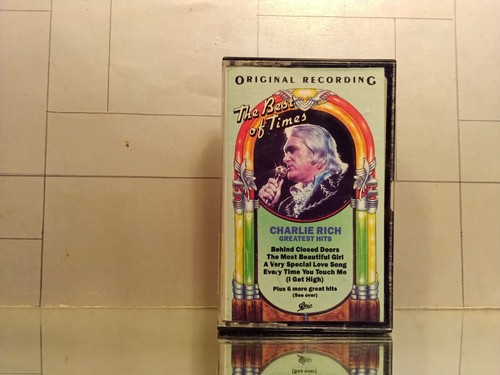 ORIGINAL RECORDING
The Best
of Times
CHARLIE RICH
GREATEST HITS
Behind Closed Doors
The Most Beautiful Girl
A Very Special Love Song
Every Time You Touch Me
(I Get High)
Plus 6 more great hits
(See over)
Epic